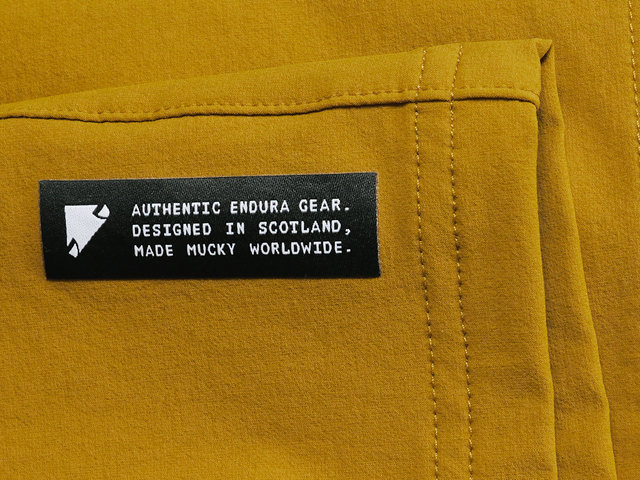 AUTHENTIC ENDURA GEAR.
DESIGNED IN SCOTLAND,
MADE MUCKY WORLDWIDE.